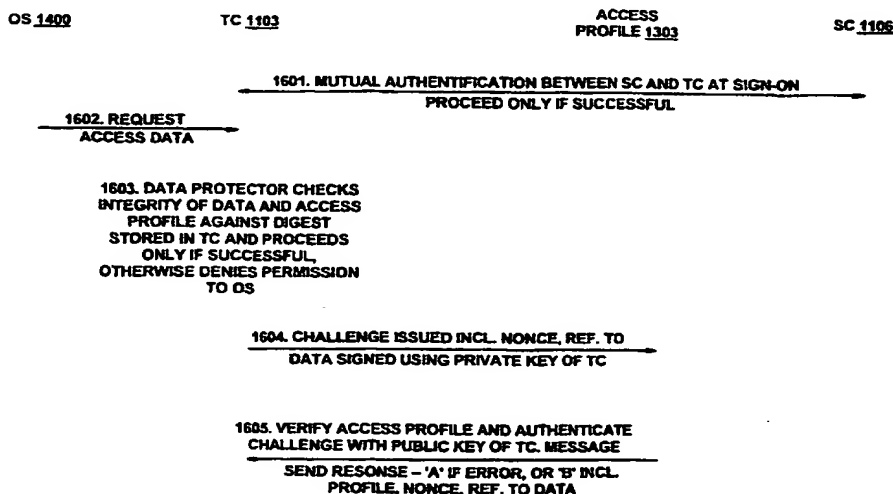 OS 1400
TC 1103
ACCESS
PROFILE 1303
SC 1106
1601. MUTUAL AUTHENTIFICATION BETWEEN SC AND TC AT SIGN-ON
PROCEED ONLY IF SUCCESSFUL
1602. REQUEST
ACCESS DATA
1603. DATA PROTECTOR CHECKS
INTEGRITY OF DATA AND ACCESS
PROFILE AGAINST DIGEST
STORED IN TC AND PROCEEDS
ONLY IF SUCCESSFUL,
OTHERWISE DENIES PERMISSION
TO OS
1604. CHALLENGE ISSUED INCL. NONCE, REF. TO
DATA SIGNED USING PRIVATE KEY OF TC
1605. VERIFY ACCESS PROFILE AND AUTHENTICATE
CHALLENGE WITH PUBLIC KEY OF TC. MESSAGE
SEND RESONSE – 'A' IF ERROR, OR 'B' INCL.
PROFILE, NONCE, REF. TO DATA